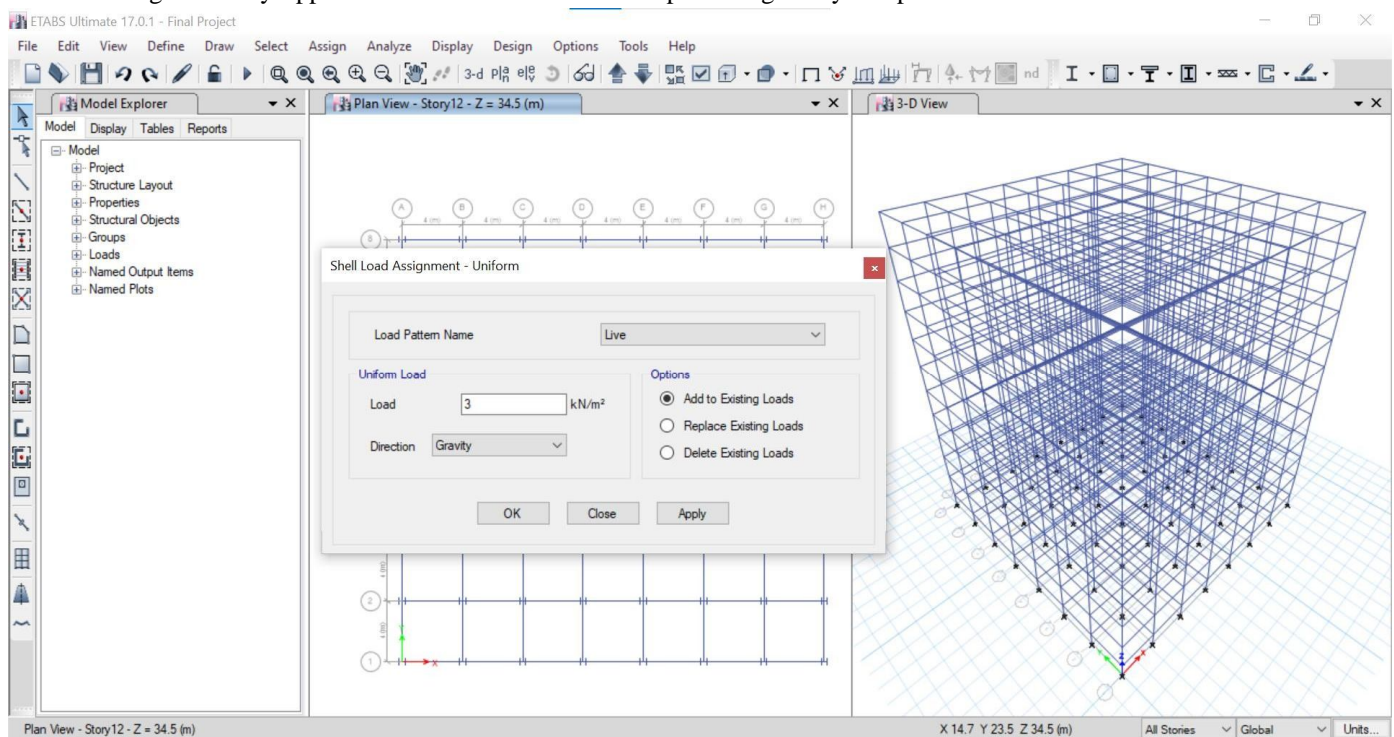 ETABS Ultimate 17.0.1 - Final Project
File Edit View Define Draw Select Assign Analyze Display Design Options Tools Help
3-d nd
Model Explorer
Model Display Tables Reports
Model
Project
Structure Layout
Properties
Structural Objects
Groups
Loads
Named Output Items
Named Plots
Plan View - Story12 - Z = 34.5 (m)
A B C D E F G H
4 (m) 4 (m) 4 (m) 4 (m) 4 (m) 4 (m) 4 (m)
8
Shell Load Assignment - Uniform
Load Pattern Name Live
Uniform Load
Load 3 kN/m²
Direction Gravity
Options
Add to Existing Loads
Replace Existing Loads
Delete Existing Loads
OK Close Apply
4 (m)
2
4 (m)
1
Y
X
3-D View
Y Z X
Plan View - Story12 - Z = 34.5 (m)
X 14.7 Y 23.5 Z 34.5 (m)
All Stories Global Units...